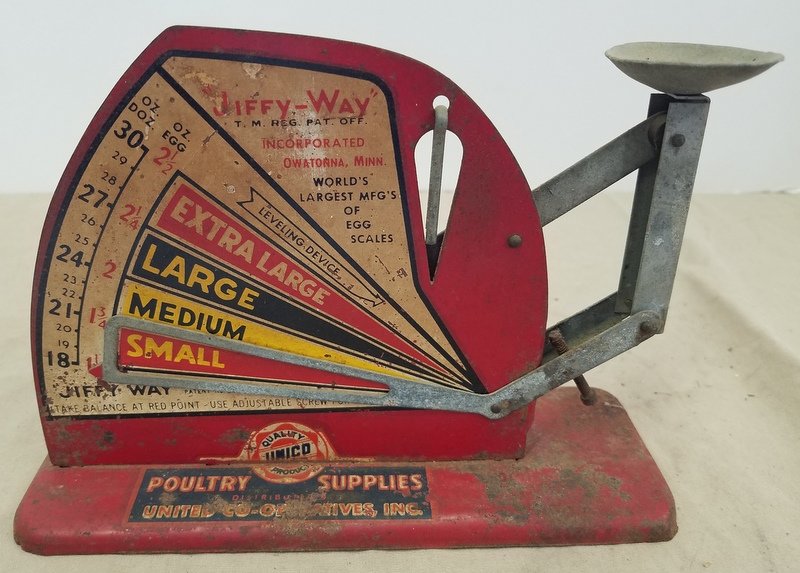 "JIFFY-WAY"
T. M. REG. PAT. OFF.
INCORPORATED
OWATONNA, MINN.
WORLD'S
LARGEST MFG'S
OF
EGG
SCALES
OZ. DOZ.
OZ. EGG
30
29
28
27
26
25
24
23
22
21
20
19
18
2½
2¼
2
1¾
LEVELING-DEVICE
EXTRA LARGE
LARGE
MEDIUM
SMALL
JIFFY-WAY PATENT
TAKE BALANCE AT RED POINT - USE ADJUSTABLE SCREW
QUALITY
UNICO
PRODUCTS
POULTRY SUPPLIES
DISTRIBUTED
UNITED CO-OPERATIVES, INC.